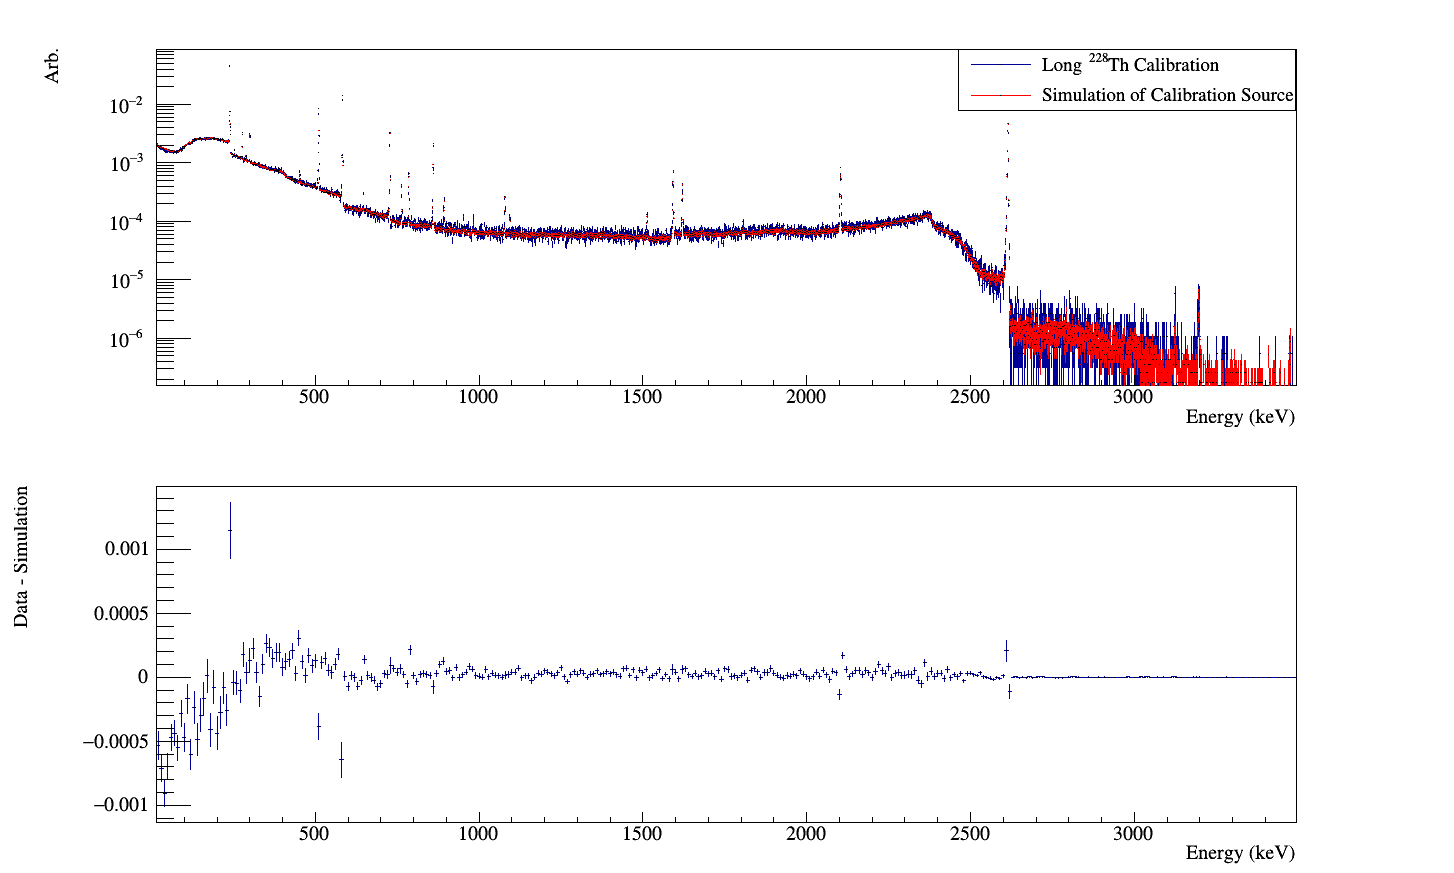 Arb.
Long ²²⁸Th Calibration
Simulation of Calibration Source
10⁻²
10⁻³
10⁻⁴
10⁻⁵
10⁻⁶
500 1000 1500 2000 2500 3000
Energy (keV)
Data - Simulation
0.001
0.0005
0
−0.0005
−0.001
500 1000 1500 2000 2500 3000
Energy (keV)